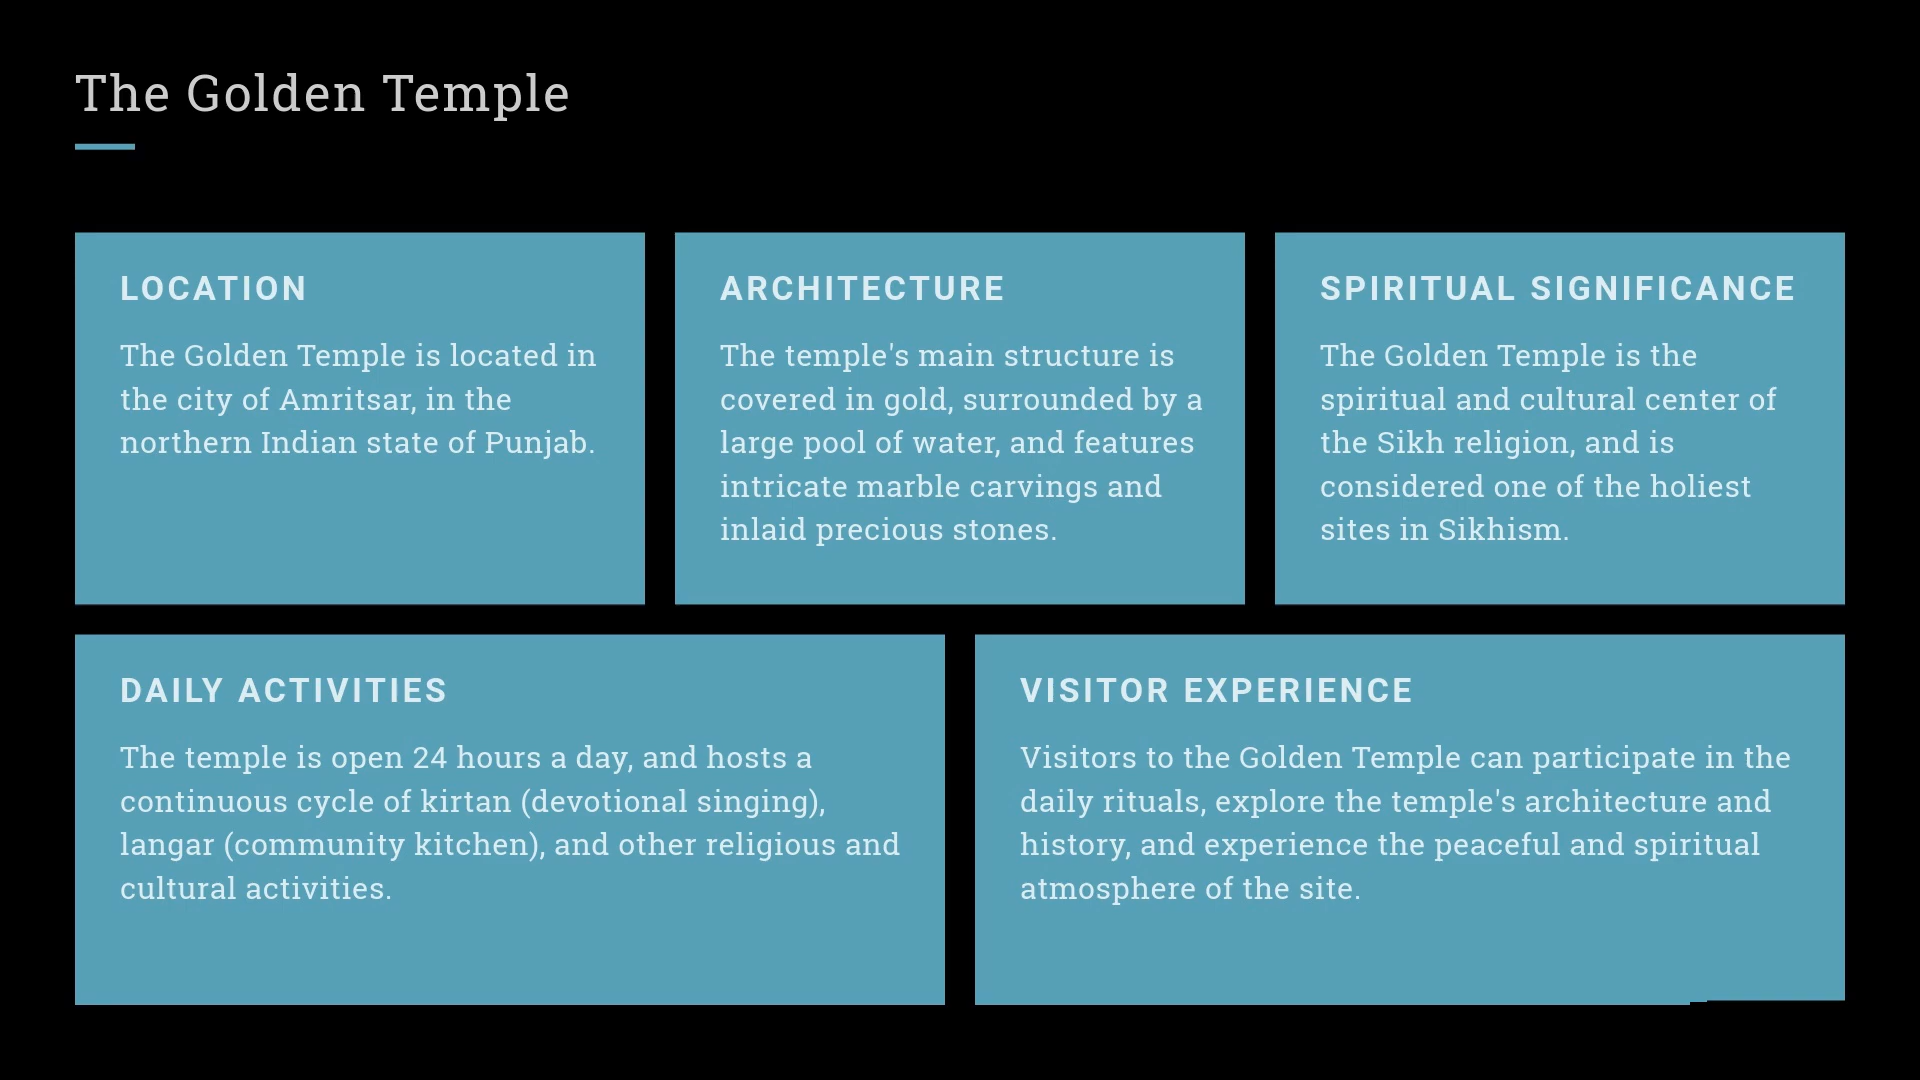 The Golden Temple
LOCATION
The Golden Temple is located in
the city of Amritsar, in the
northern Indian state of Punjab.
ARCHITECTURE
The temple's main structure is
covered in gold, surrounded by a
large pool of water, and features
intricate marble carvings and
inlaid precious stones.
SPIRITUAL SIGNIFICANCE
The Golden Temple is the
spiritual and cultural center of
the Sikh religion, and is
considered one of the holiest
sites in Sikhism.
DAILY ACTIVITIES
The temple is open 24 hours a day, and hosts a
continuous cycle of kirtan (devotional singing),
langar (community kitchen), and other religious and
cultural activities.
VISITOR EXPERIENCE
Visitors to the Golden Temple can participate in the
daily rituals, explore the temple's architecture and
history, and experience the peaceful and spiritual
atmosphere of the site.